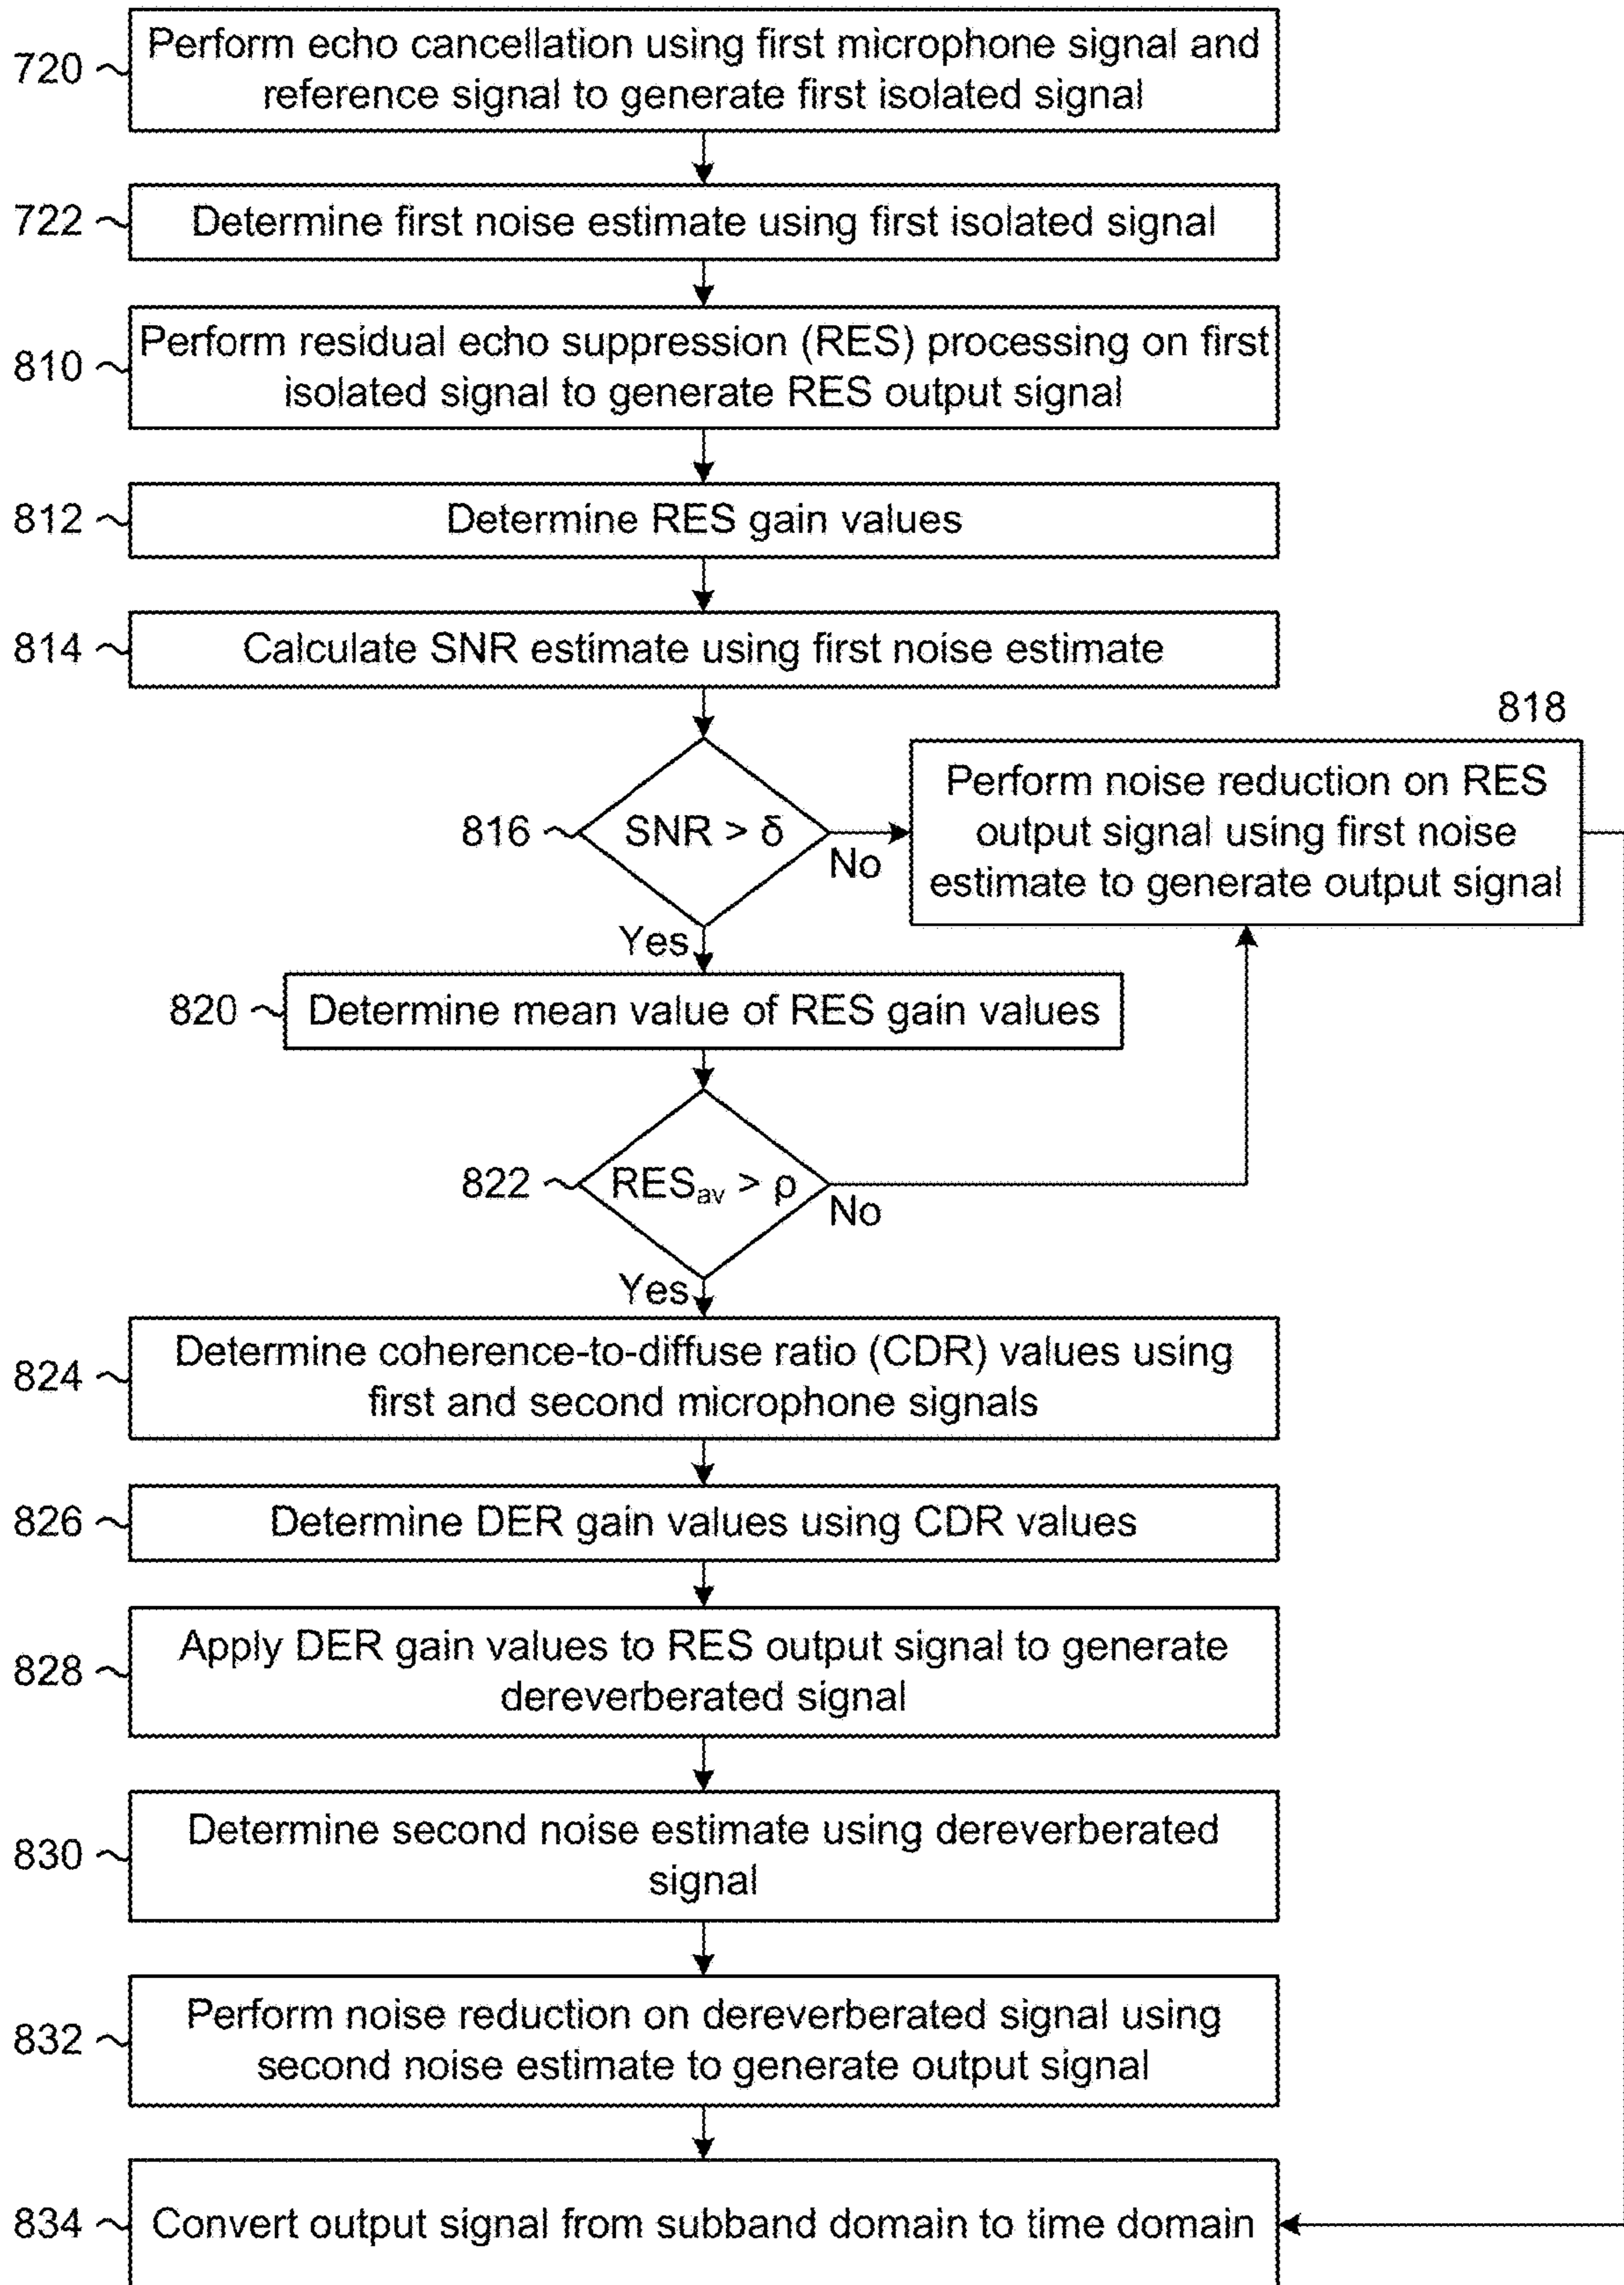 720
Perform echo cancellation using first microphone signal and
reference signal to generate first isolated signal
722
Determine first noise estimate using first isolated signal
810
Perform residual echo suppression (RES) processing on first
isolated signal to generate RES output signal
812
Determine RES gain values
814
Calculate SNR estimate using first noise estimate
816
SNR > δ
No
Yes
818
Perform noise reduction on RES
output signal using first noise
estimate to generate output signal
820
Determine mean value of RES gain values
822
RESav > ρ
No
Yes
824
Determine coherence-to-diffuse ratio (CDR) values using
first and second microphone signals
826
Determine DER gain values using CDR values
828
Apply DER gain values to RES output signal to generate
dereverberated signal
830
Determine second noise estimate using dereverberated
signal
832
Perform noise reduction on dereverberated signal using
second noise estimate to generate output signal
834
Convert output signal from subband domain to time domain